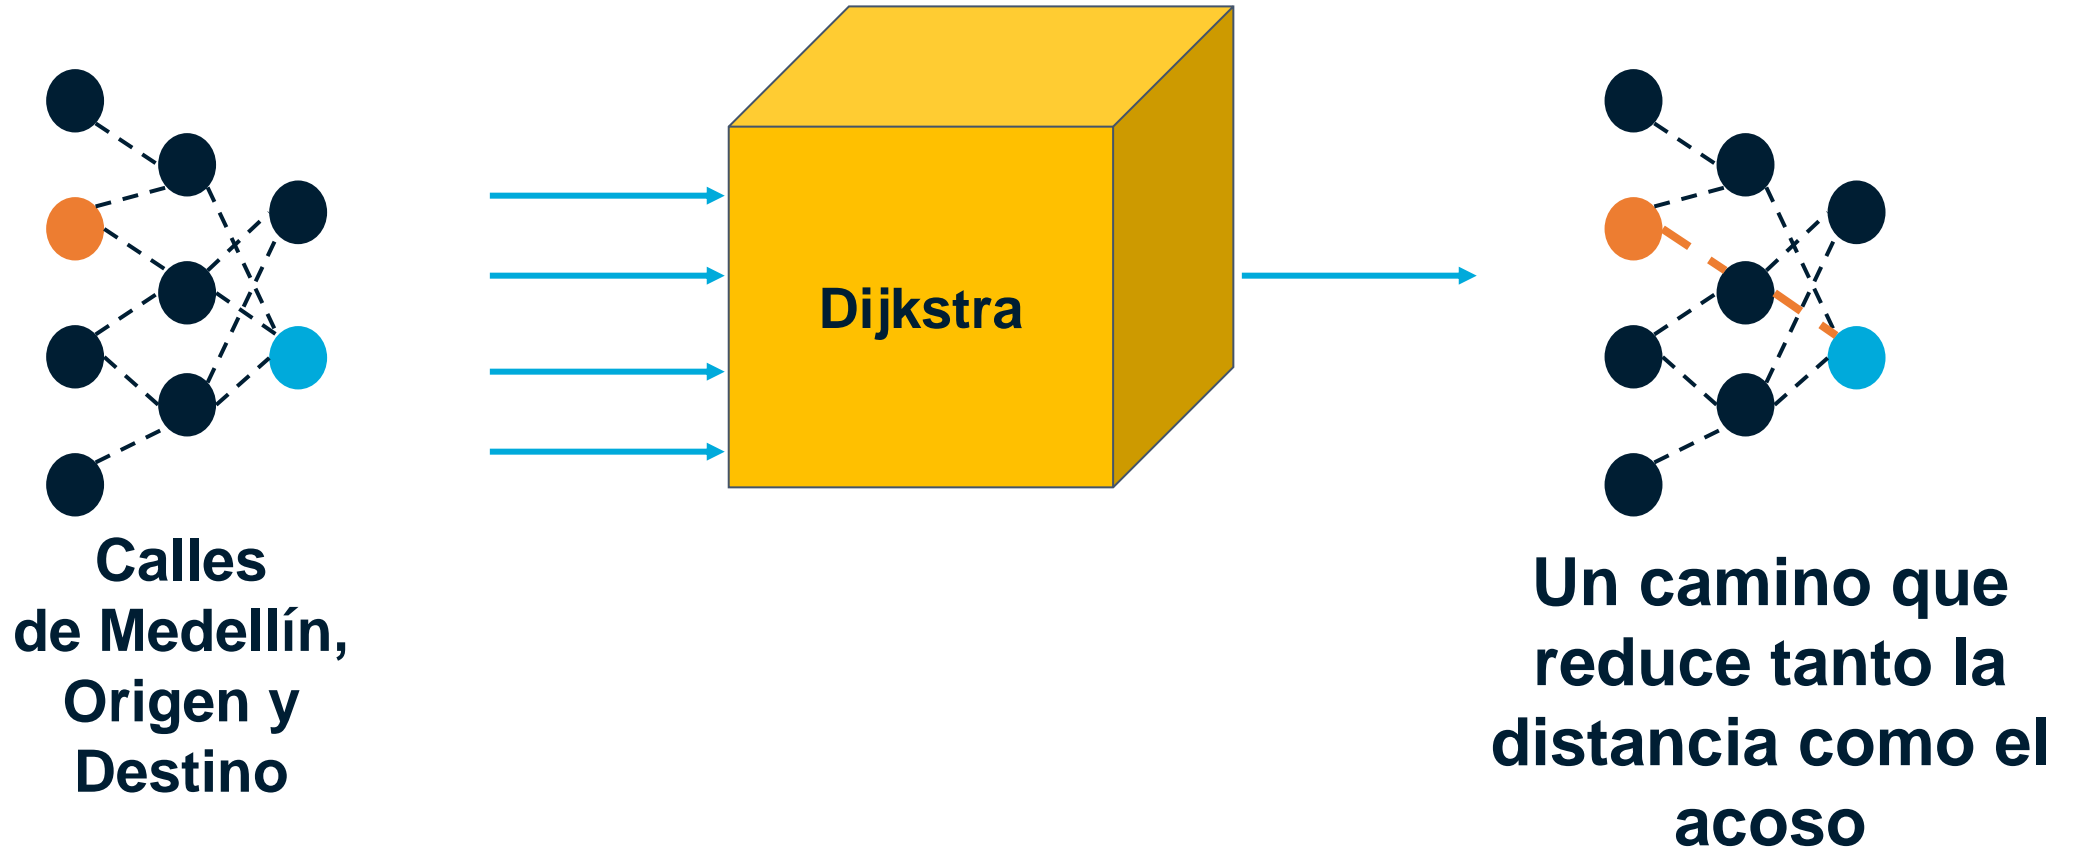 Dijkstra
Calles
de Medellín,
Origen y
Destino
Un camino que
reduce tanto la
distancia como el
acoso